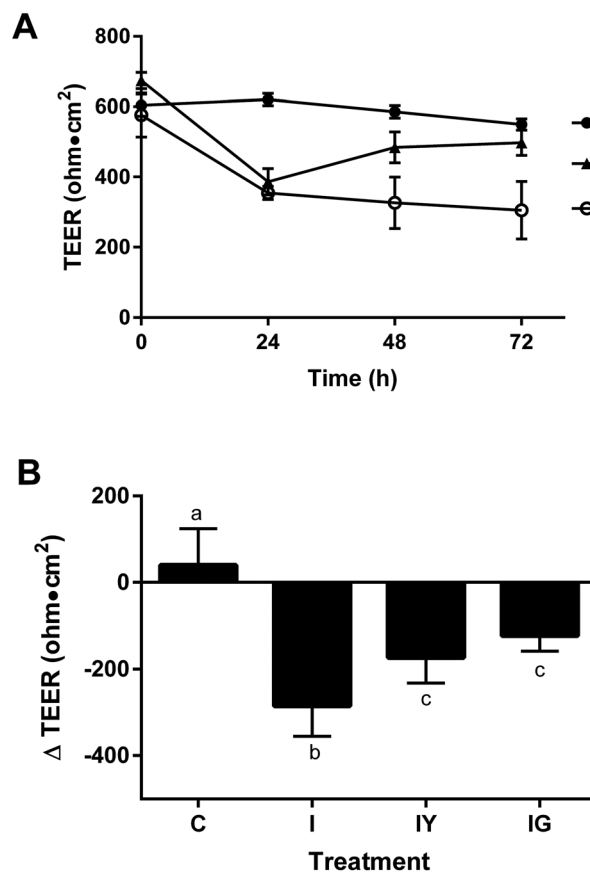 A
800
600
400
200
0
TEER (ohm•cm²)
0 24 48 72
Time (h)
B
200
0
-200
-400
Δ TEER (ohm•cm²)
a
b
c
c
C I IY IG
Treatment